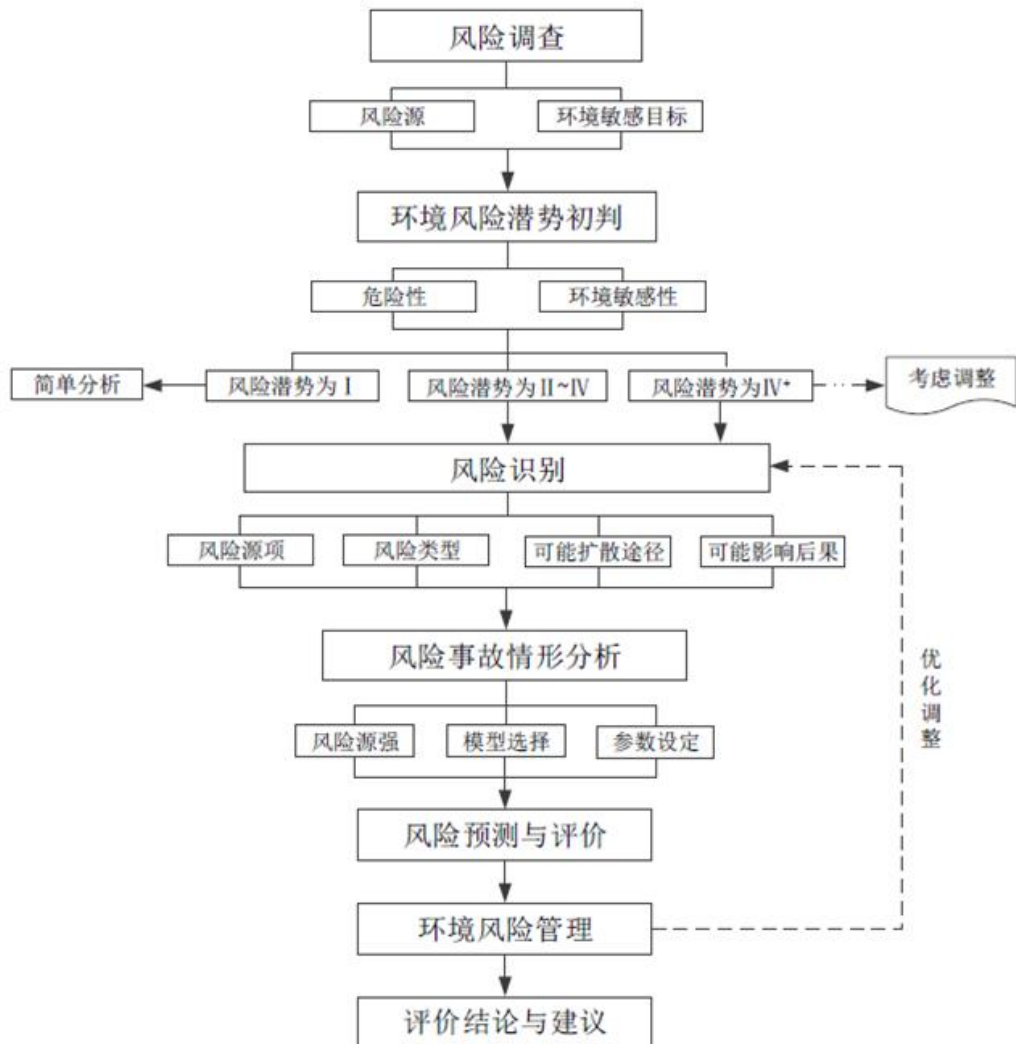 风险调查
风险源
环境敏感目标
环境风险潜势初判
危险性
环境敏感性
简单分析
风险潜势为Ⅰ
风险潜势为Ⅱ~Ⅳ
风险潜势为Ⅳ⁺
考虑调整
风险识别
风险源项
风险类型
可能扩散途径
可能影响后果
风险事故情形分析
优化调整
风险源强
模型选择
参数设定
风险预测与评价
环境风险管理
评价结论与建议